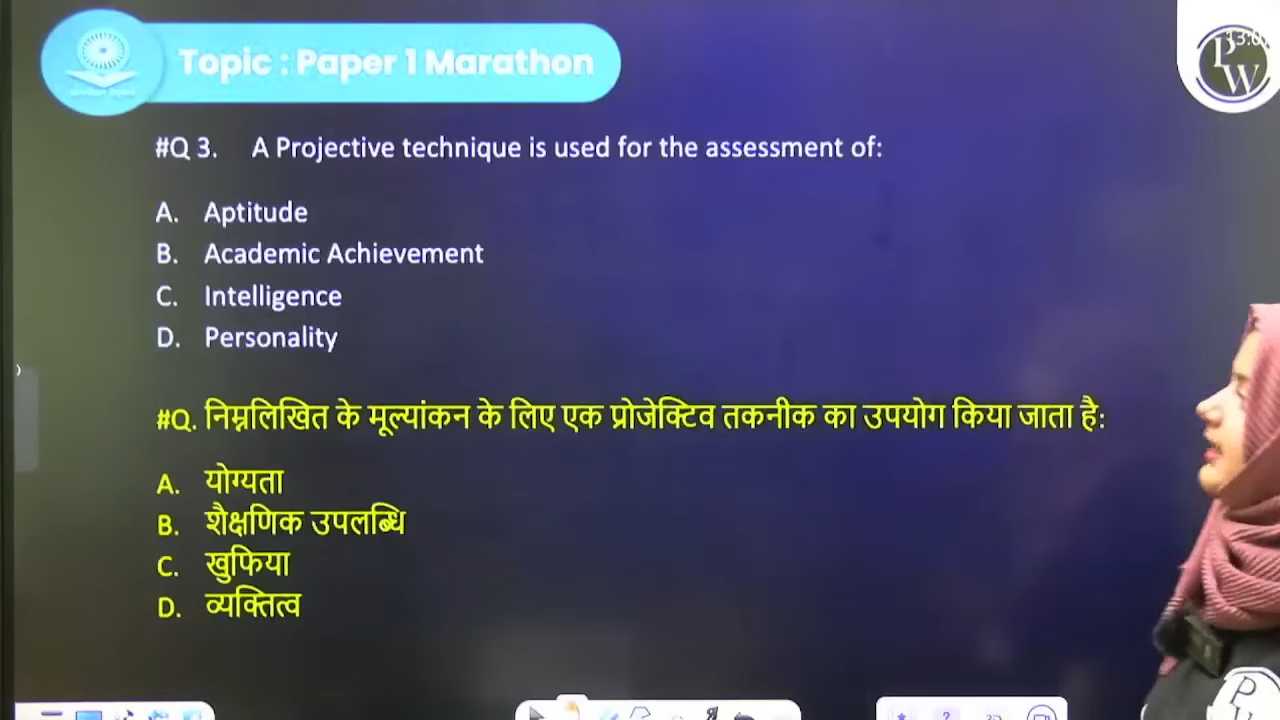 Topic : Paper 1 Marathon
#Q 3. A Projective technique is used for the assessment of:
A. Aptitude
B. Academic Achievement
C. Intelligence
D. Personality
#Q. निम्नलिखित के मूल्यांकन के लिए एक प्रोजेक्टिव तकनीक का उपयोग किया जाता है:
A. योग्यता
B. शैक्षणिक उपलब्धि
C. खुफिया
D. व्यक्तित्व
PW